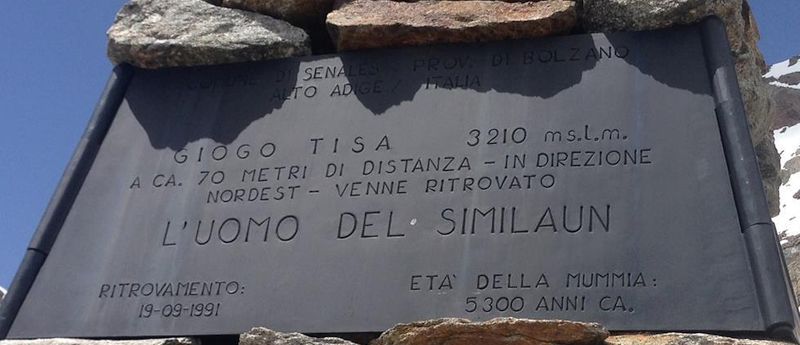 COMUNE DI SENALES PROV. DI BOLZANO
ALTO ADIGE / ITALIA
GIOGO TISA 3210 m s.l.m.
A CA. 70 METRI DI DISTANZA - IN DIREZIONE
NORDEST - VENNE RITROVATO
L'UOMO DEL SIMILAUN
RITROVAMENTO:
19-09-1991
ETA' DELLA MUMMIA:
5300 ANNI CA.